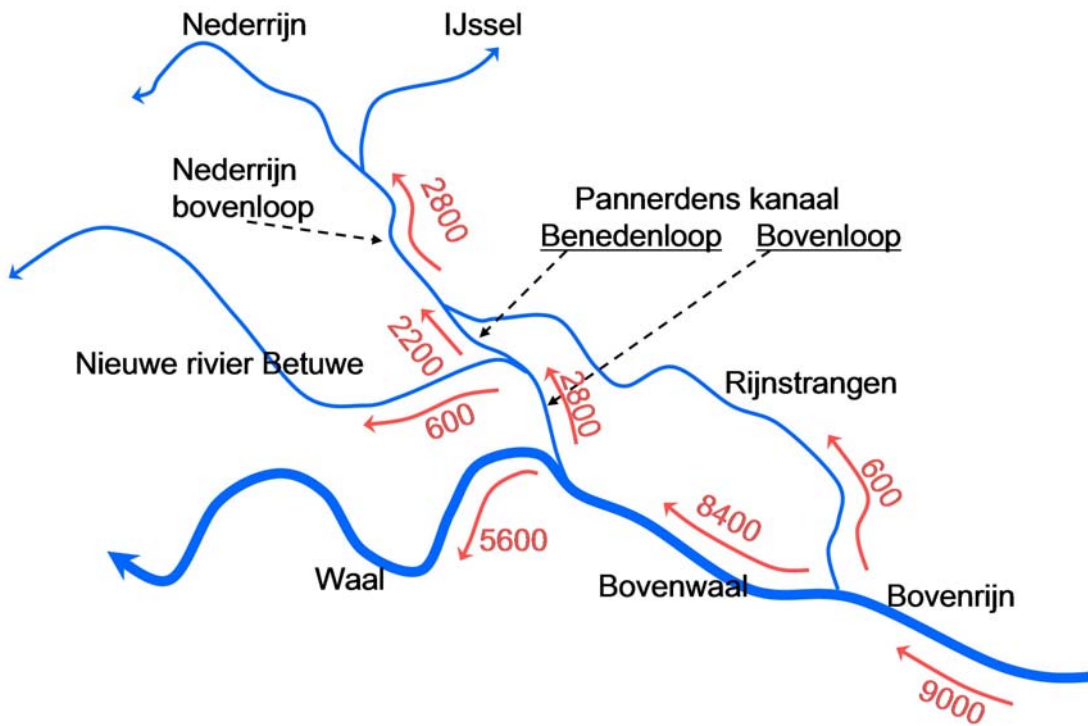 Nederrijn
IJssel
Nederrijn
bovenloop
2800
Pannerdens kanaal
Benedenloop
Bovenloop
2200
Nieuwe rivier Betuwe
600
2800
Rijnstrangen
600
8400
5600
Waal
Bovenwaal
Bovenrijn
9000